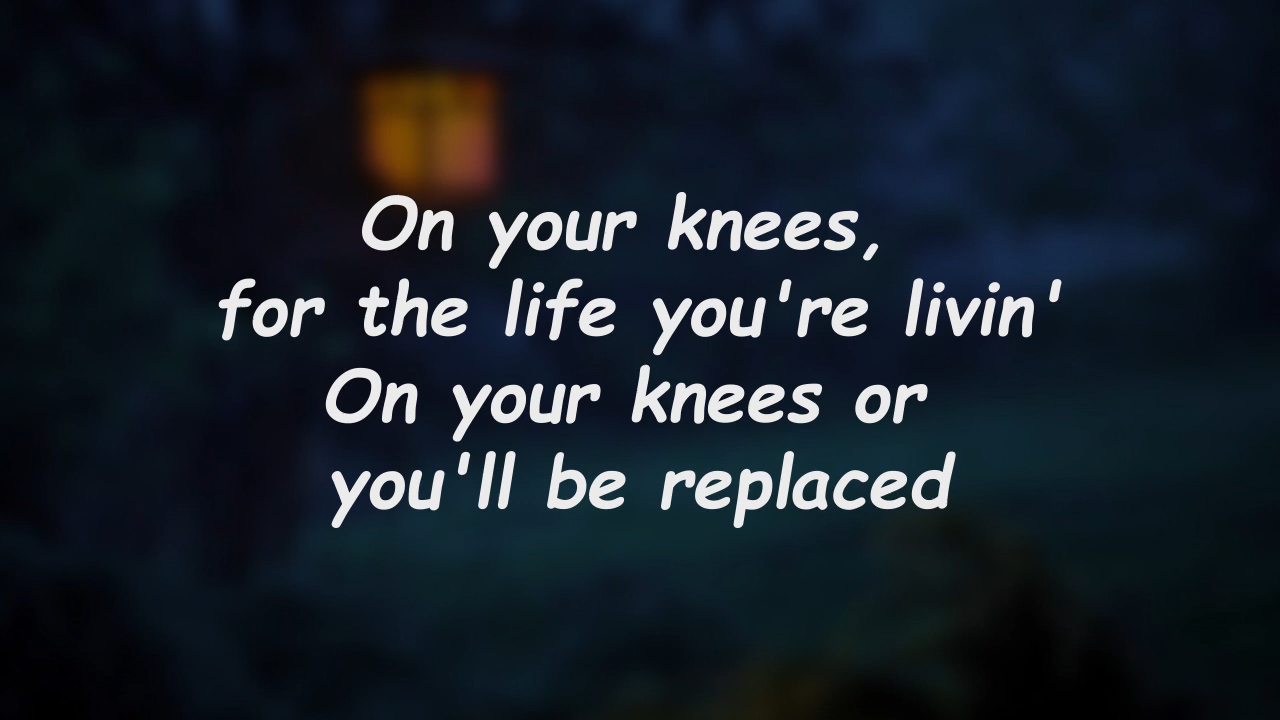 On your knees,
for the life you're livin'
On your knees or
you'll be replaced